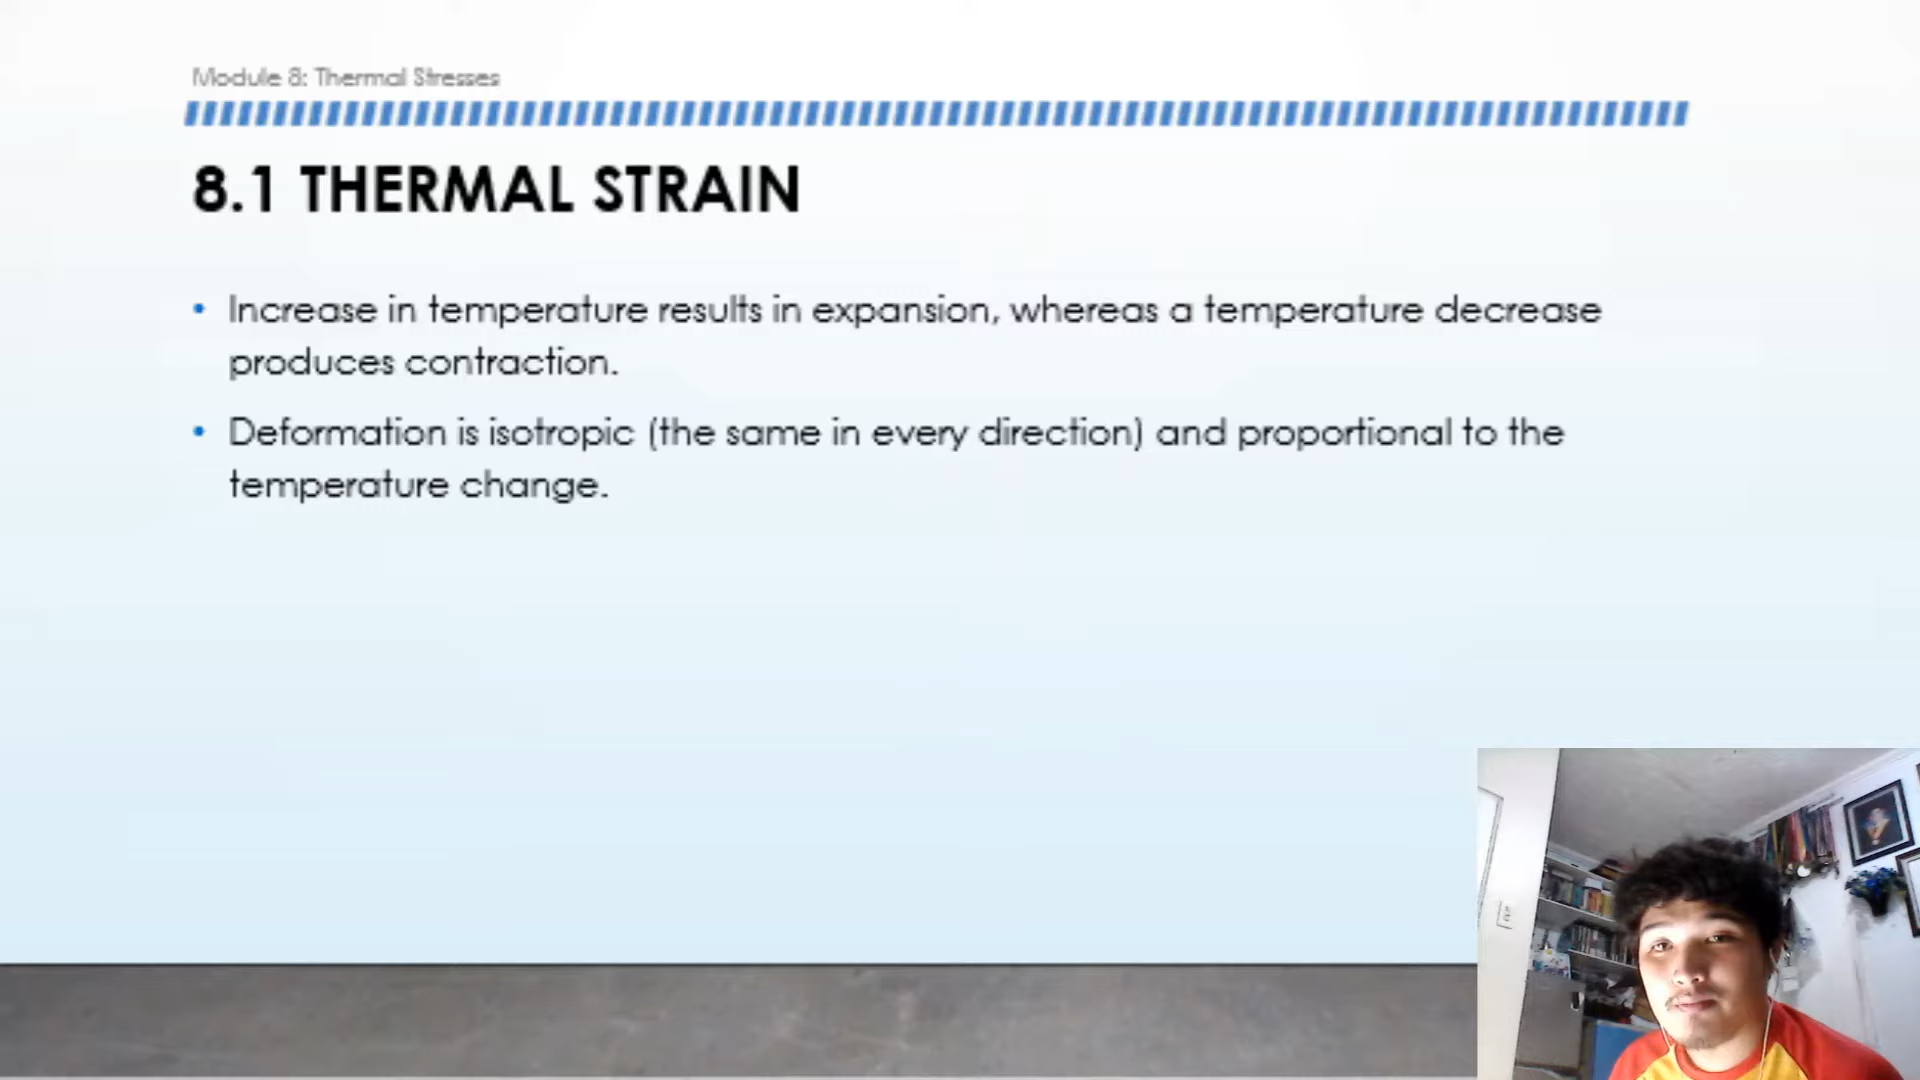 Module 8: Thermal Stresses
8.1 THERMAL STRAIN
• Increase in temperature results in expansion, whereas a temperature decrease
produces contraction.
• Deformation is isotropic (the same in every direction) and proportional to the
temperature change.